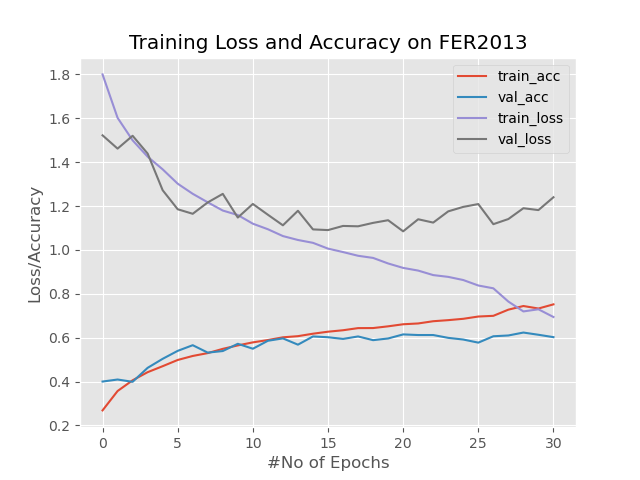 Training Loss and Accuracy on FER2013
train_acc
val_acc
train_loss
val_loss
Loss/Accuracy
1.8
1.6
1.4
1.2
1.0
0.8
0.6
0.4
0.2
0 5 10 15 20 25 30
#No of Epochs